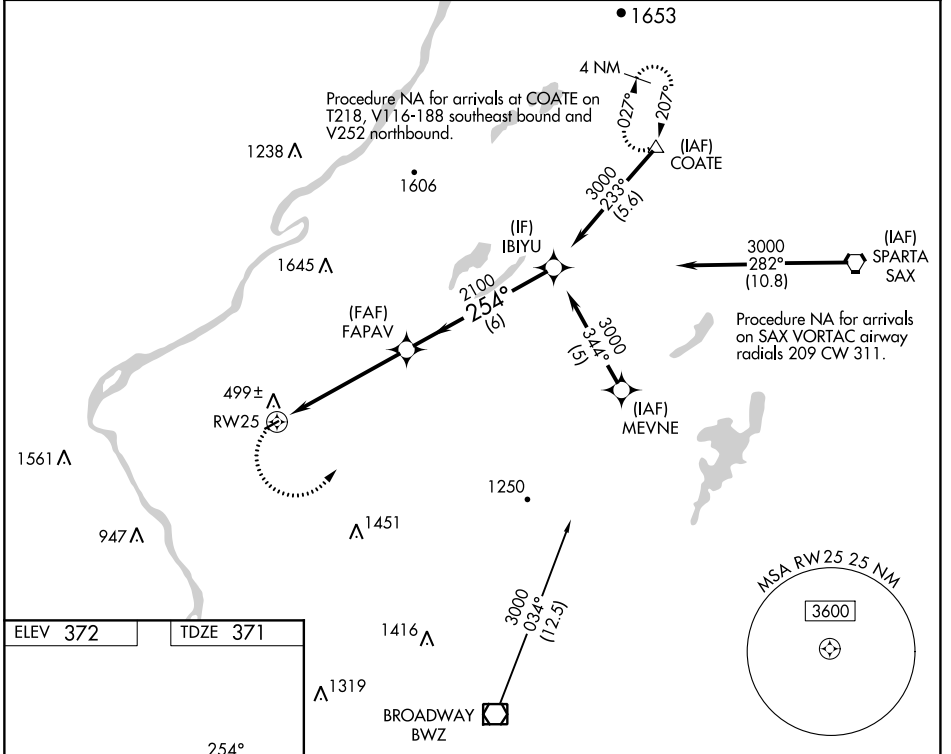 1653
4 NM
027°
207°
Procedure NA for arrivals at COATE on
T218, V116-188 southeast bound and
V252 northbound.
1238
(IAF)
COATE
1606
3000
233°
(5.6)
(IF)
IBIYU
1645
3000
282°
(10.8)
(IAF)
SPARTA
SAX
2100
254°
(6)
(FAF)
FAPAV
3000
344°
(5)
Procedure NA for arrivals
on SAX VORTAC airway
radials 209 CW 311.
499±
RW25
(IAF)
MEVNE
1561
1250
947
1451
MSA RW25 25 NM
3600
3000
034°
(12.5)
ELEV 372
TDZE 371
1416
1319
BROADWAY
BWZ
254°